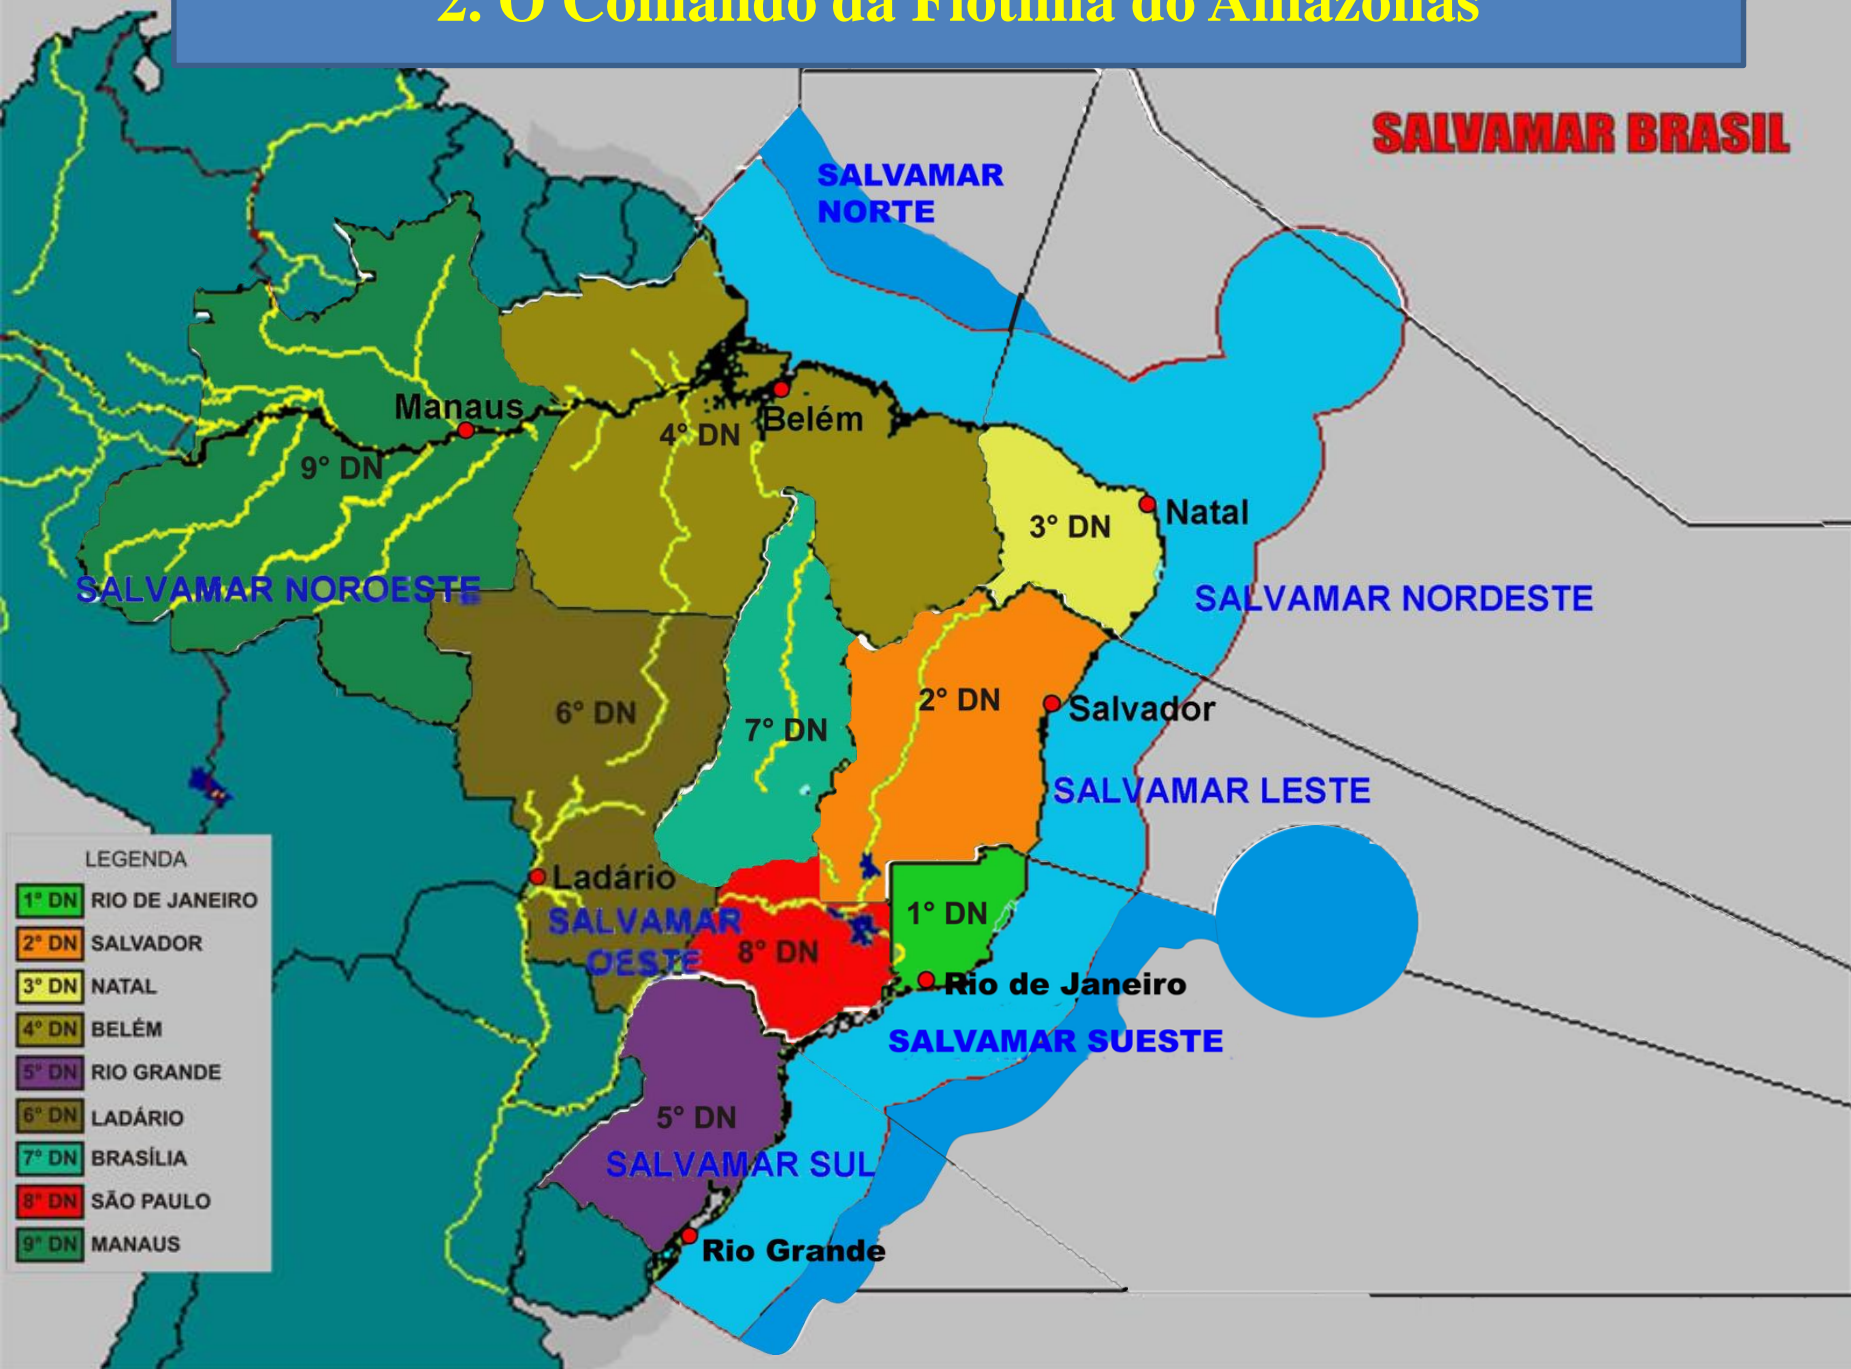 2. O Comando da Flotilha do Amazonas
SALVAMAR BRASIL
SALVAMAR
NORTE
Manaus
Belém
4° DN
9° DN
Natal
3° DN
SALVAMAR NOROESTE
SALVAMAR NORDESTE
6° DN
7° DN
2° DN
Salvador
SALVAMAR LESTE
Ladário
SALVAMAR
OESTE
8° DN
1° DN
Rio de Janeiro
SALVAMAR SUESTE
5° DN
SALVAMAR SUL
Rio Grande
LEGENDA
1° DN RIO DE JANEIRO
2° DN SALVADOR
3° DN NATAL
4° DN BELÉM
5° DN RIO GRANDE
6° DN LADÁRIO
7° DN BRASÍLIA
8° DN SÃO PAULO
9° DN MANAUS